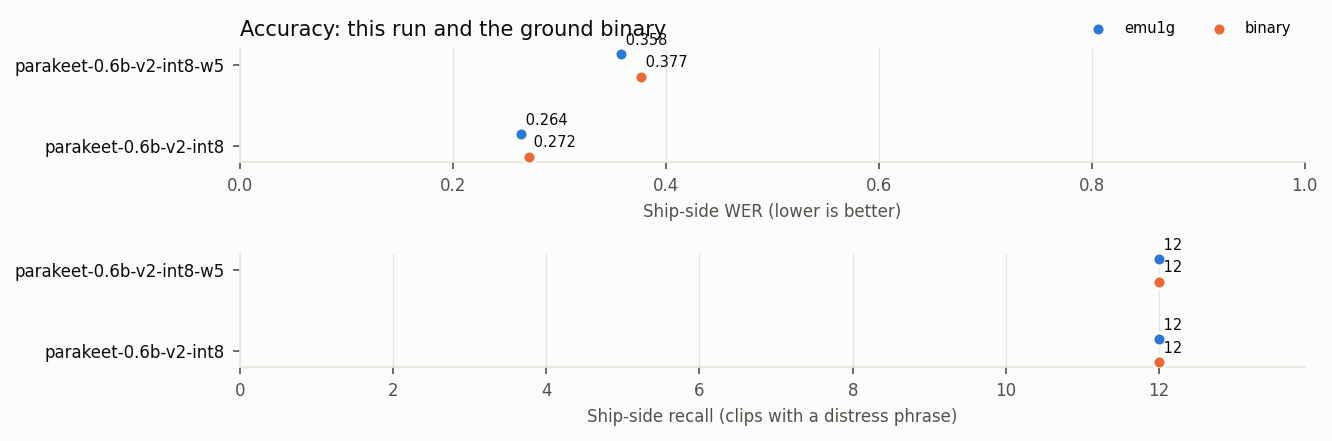 Accuracy: this run and the ground binary
emu1g binary
0.358
parakeet-0.6b-v2-int8-w5
0.377
0.264
0.272
parakeet-0.6b-v2-int8
0.0 0.2 0.4 0.6 0.8 1.0
Ship-side WER (lower is better)
12
parakeet-0.6b-v2-int8-w5
12
12
12
parakeet-0.6b-v2-int8
0 2 4 6 8 10 12
Ship-side recall (clips with a distress phrase)